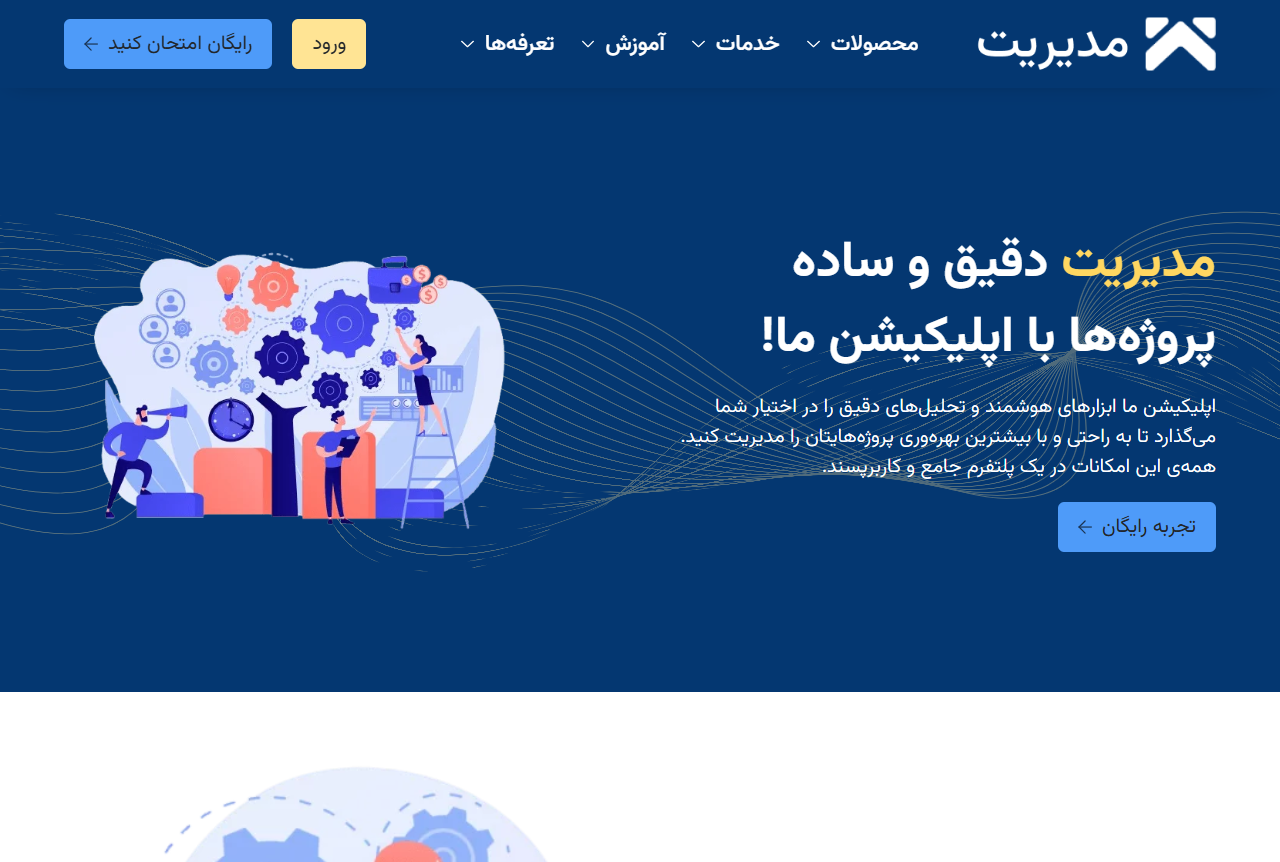 مدیریت
محصولات
خدمات
آموزش
تعرفه‌ها
ورود
رایگان امتحان کنید
مدیریت دقیق و ساده
پروژه‌ها با اپلیکیشن ما!
اپلیکیشن ما ابزارهای هوشمند و تحلیل‌های دقیق را در اختیار شما
می‌گذارد تا به راحتی و با بیشترین بهره‌وری پروژه‌هایتان را مدیریت کنید.
همه‌ی این امکانات در یک پلتفرم جامع و کاربرپسند.
تجربه رایگان